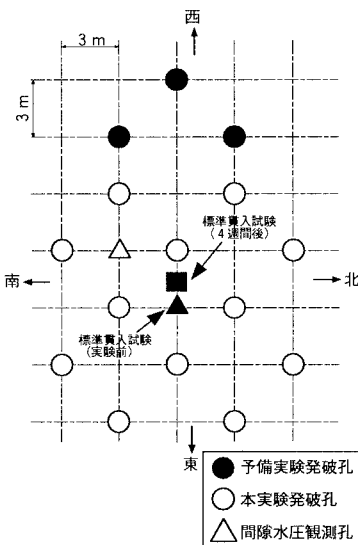 西
3 m
3 m
標準貫入試験
(4週間後)
南
北
標準貫入試験
(実験前)
東
予備実験発破孔
本実験発破孔
間隙水圧観測孔